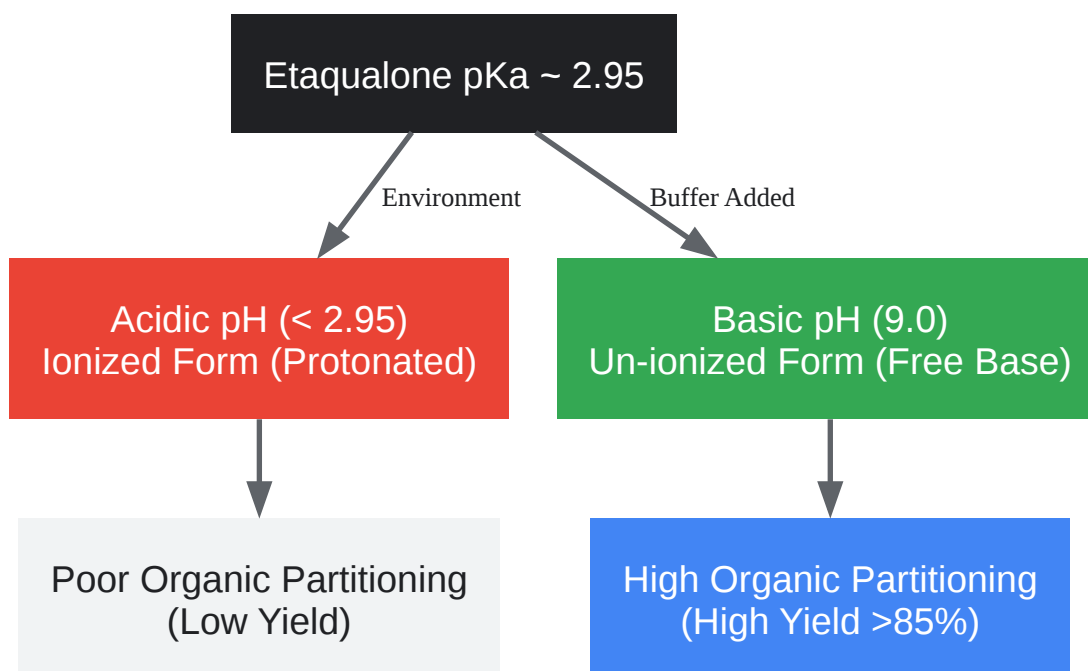 Etaqualone pKa ~ 2.95
Environment
Buffer Added
Acidic pH (< 2.95)
Ionized Form (Protonated)
Basic pH (9.0)
Un-ionized Form (Free Base)
Poor Organic Partitioning
(Low Yield)
High Organic Partitioning
(High Yield >85%)